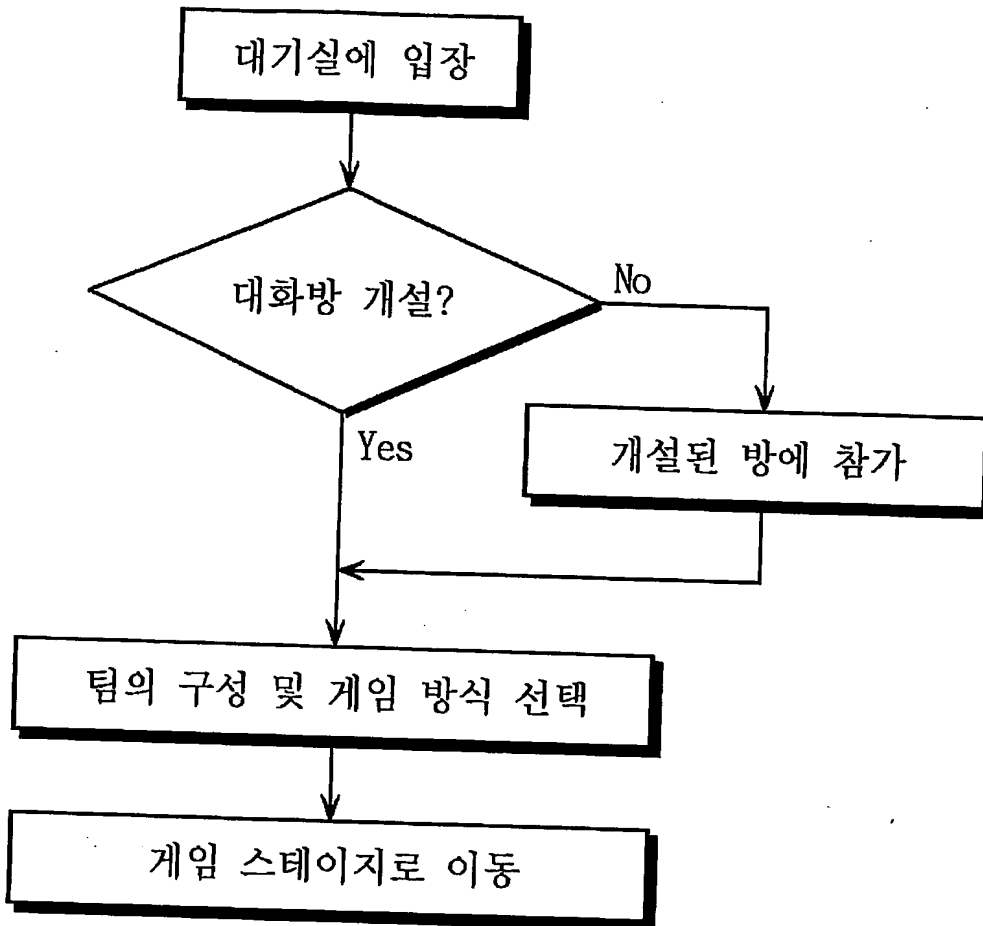 대기실에 입장
대화방 개설?
No
Yes
개설된 방에 참가
팀의 구성 및 게임 방식 선택
게임 스테이지로 이동